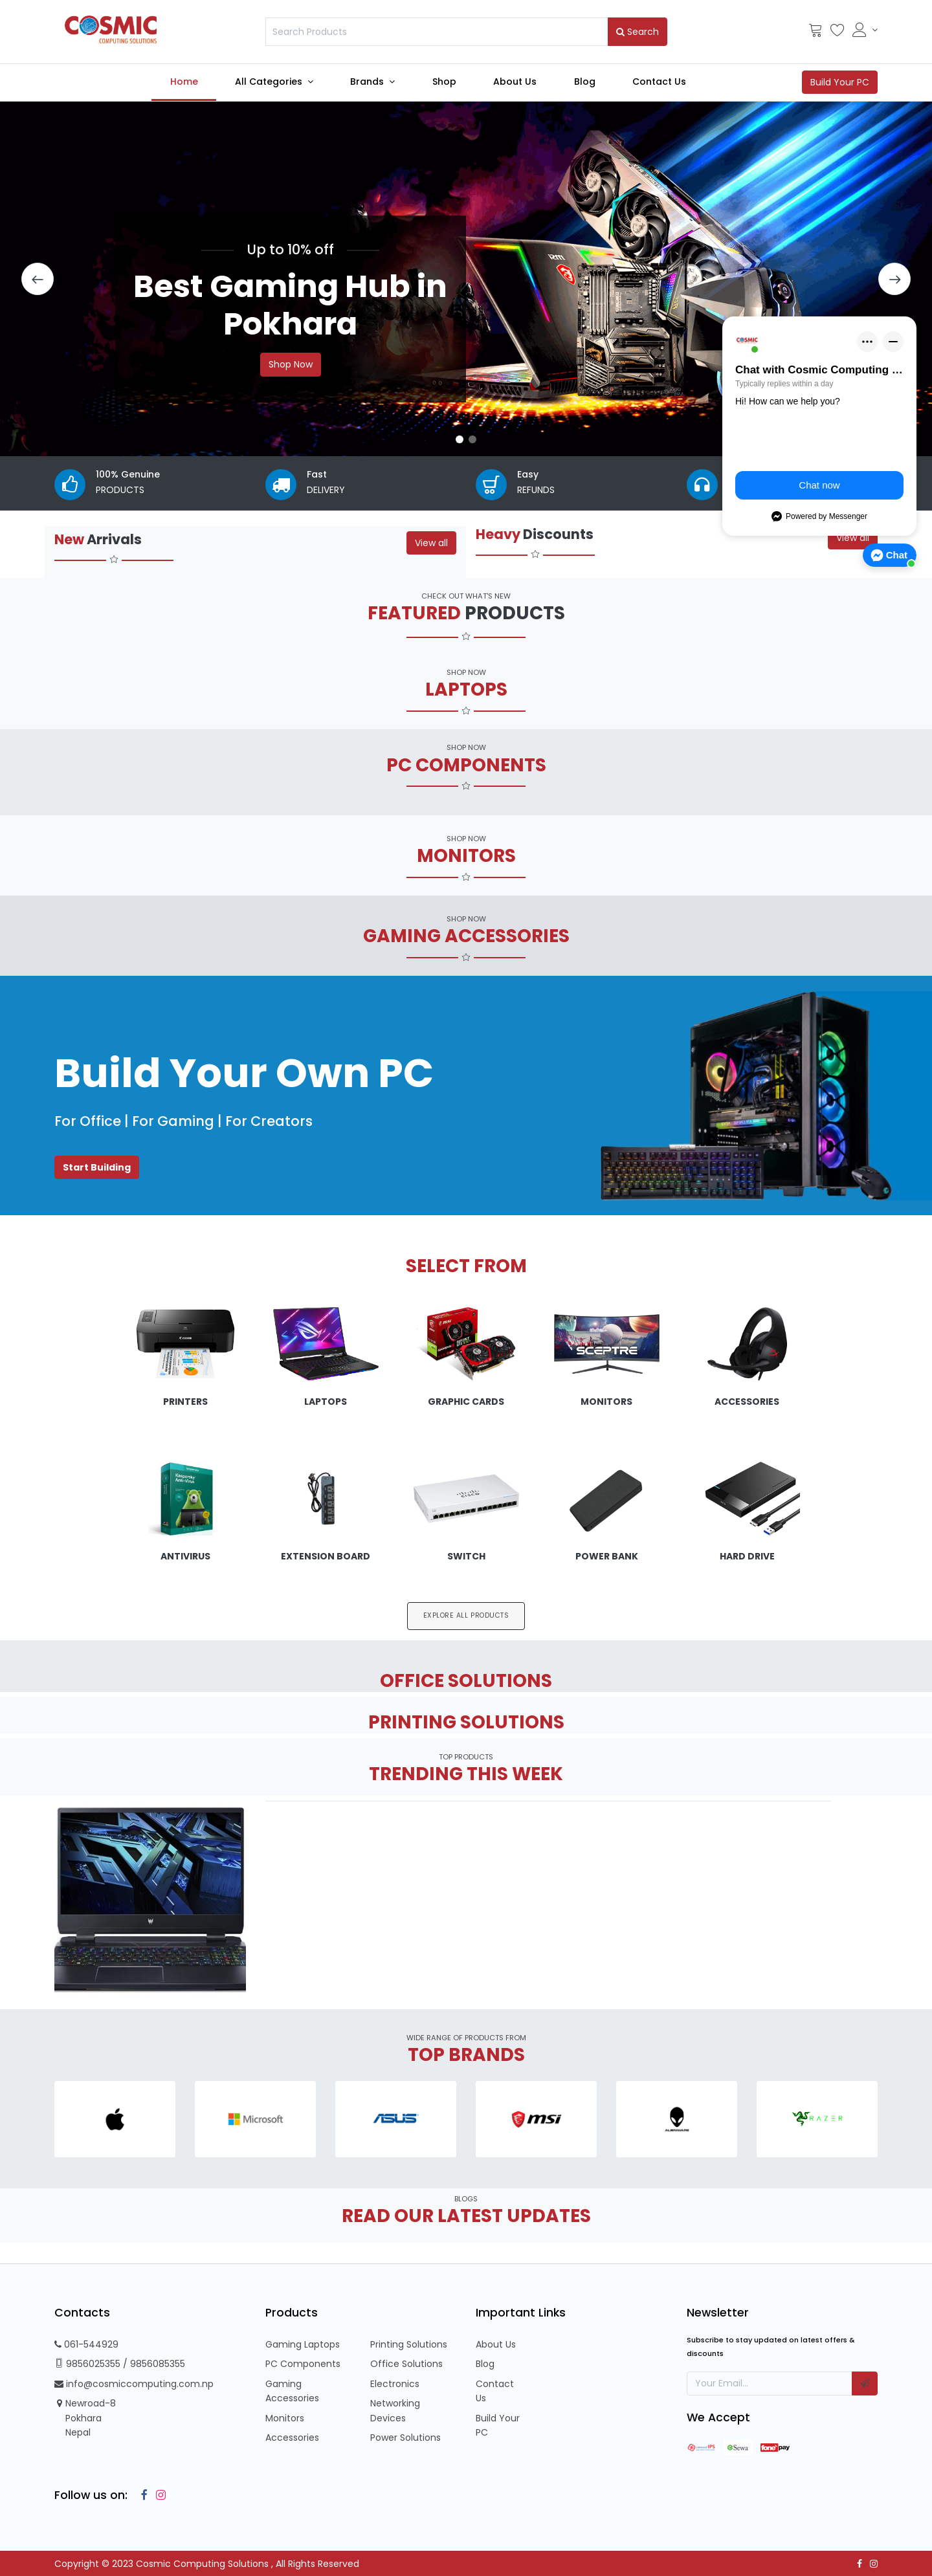 COSMIC
COMPUTING SOLUTIONS
Search Products
Search
Home
All Categories
Brands
Shop
About Us
Blog
Contact Us
Build Your PC
Up to 10% off
Best Gaming Hub in
Pokhara
Shop Now
COSMIC
Chat with Cosmic Computing ...
Typically replies within a day
Hi! How can we help you?
Chat now
Powered by Messenger
Chat
100% Genuine
PRODUCTS
Fast
DELIVERY
Easy
REFUNDS
New Arrivals
View all
Heavy Discounts
View all
CHECK OUT WHAT'S NEW
FEATURED PRODUCTS
SHOP NOW
LAPTOPS
SHOP NOW
PC COMPONENTS
SHOP NOW
MONITORS
SHOP NOW
GAMING ACCESSORIES
Build Your Own PC
For Office | For Gaming | For Creators
Start Building
SELECT FROM
SCEPTRE
PRINTERS
LAPTOPS
GRAPHIC CARDS
MONITORS
ACCESSORIES
ANTIVIRUS
EXTENSION BOARD
SWITCH
POWER BANK
HARD DRIVE
EXPLORE ALL PRODUCTS
OFFICE SOLUTIONS
PRINTING SOLUTIONS
TOP PRODUCTS
TRENDING THIS WEEK
WIDE RANGE OF PRODUCTS FROM
TOP BRANDS
Microsoft
ASUS
msi
ALIENWARE
RAZER
BLOGS
READ OUR LATEST UPDATES
Contacts
061-544929
9856025355 / 9856085355
info@cosmiccomputing.com.np
Newroad-8
Pokhara
Nepal
Products
Gaming Laptops
PC Components
Gaming
Accessories
Monitors
Accessories
Printing Solutions
Office Solutions
Electronics
Networking
Devices
Power Solutions
Important Links
About Us
Blog
Contact
Us
Build Your
PC
Newsletter
Subscribe to stay updated on latest offers &
discounts
Your Email...
We Accept
eSewa
fonepay
Follow us on:
Copyright © 2023 Cosmic Computing Solutions , All Rights Reserved